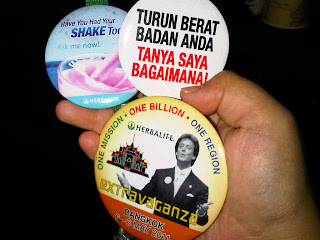 Have You Had Your
SHAKE
Ask me now!
HERBALIFE
TURUN BERAT
BADAN ANDA
TANYA SAYA
BAGAIMANA!
ONE MISSION • ONE BILLION • ONE REGION
HERBALIFE
extravaganza
BANGKOK
MAY